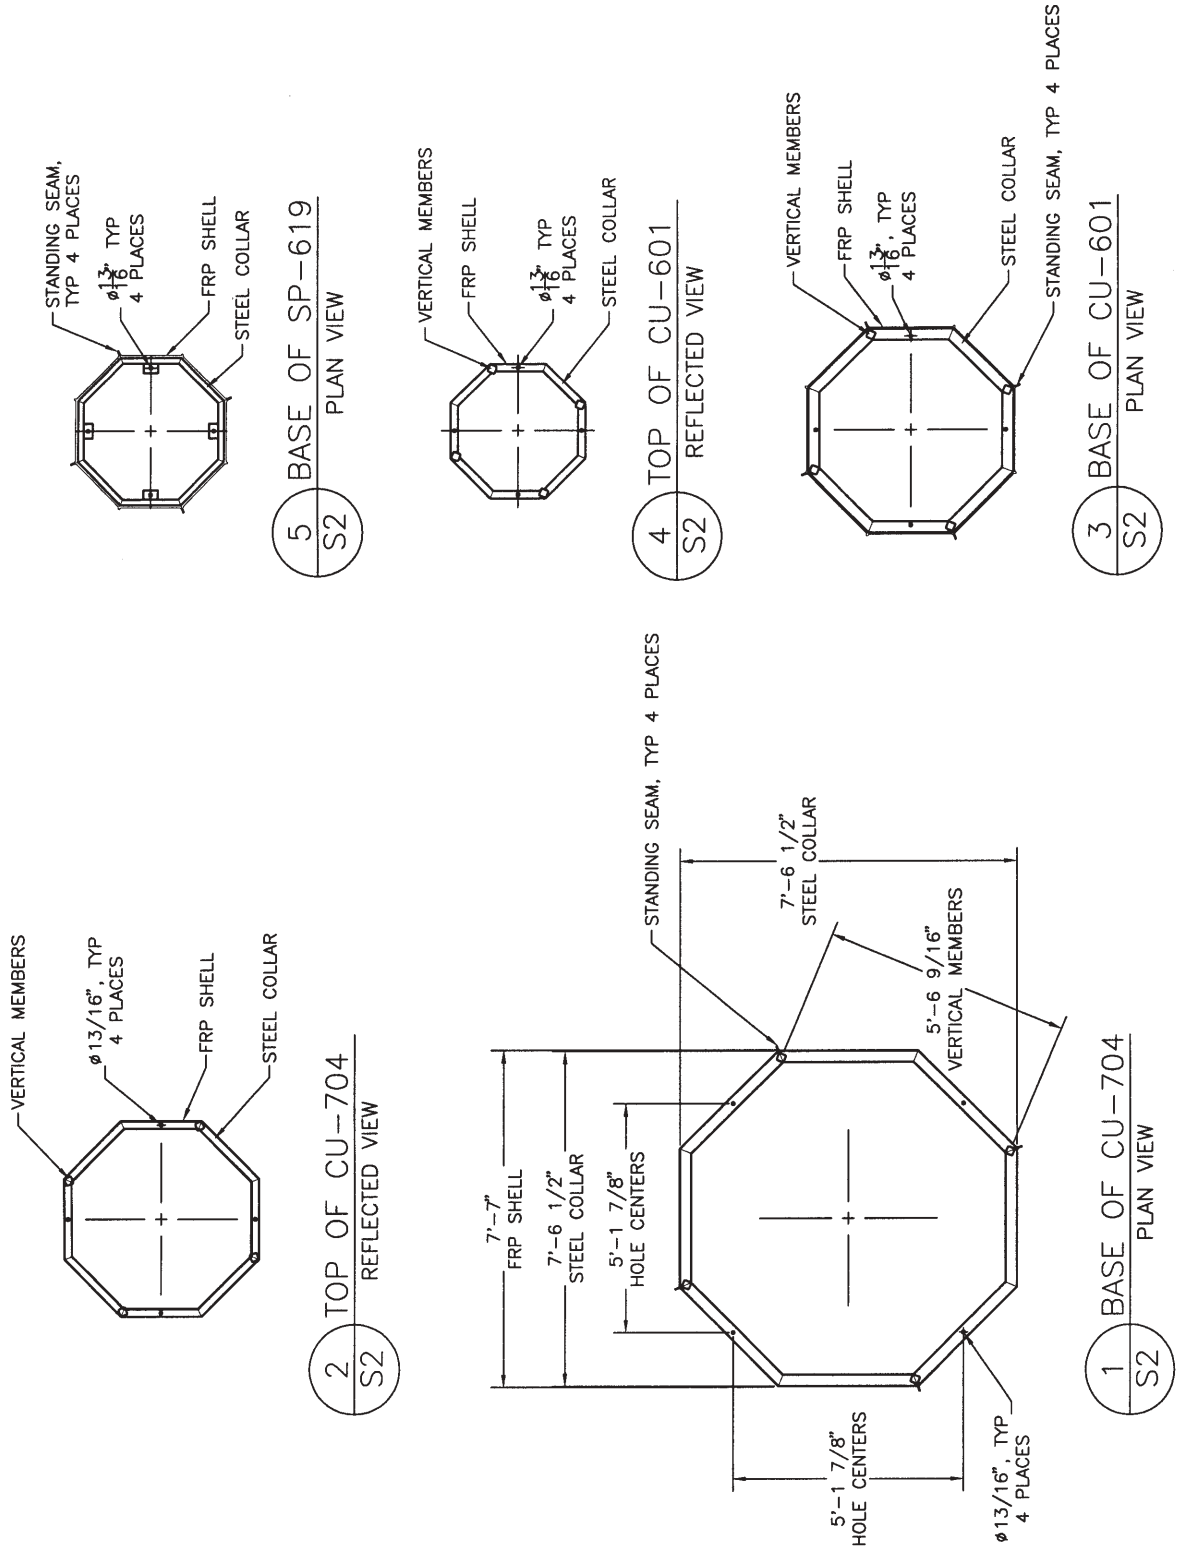 STANDING SEAM,
TYP 4 PLACES
ø13/16" TYP
4 PLACES
FRP SHELL
STEEL COLLAR
5
S2
BASE OF SP-619
PLAN VIEW
VERTICAL MEMBERS
FRP SHELL
ø13/16" TYP
4 PLACES
STEEL COLLAR
4
S2
TOP OF CU-601
REFLECTED VIEW
VERTICAL MEMBERS
FRP SHELL
ø13/16", TYP
4 PLACES
STEEL COLLAR
STANDING SEAM, TYP 4 PLACES
3
S2
BASE OF CU-601
PLAN VIEW
VERTICAL MEMBERS
ø13/16", TYP
4 PLACES
FRP SHELL
STEEL COLLAR
2
S2
TOP OF CU-704
REFLECTED VIEW
STANDING SEAM, TYP 4 PLACES
7'-6 1/2"
STEEL COLLAR
5'-6 9/16"
VERTICAL MEMBERS
7'-7"
FRP SHELL
7'-6 1/2"
STEEL COLLAR
5'-1 7/8"
HOLE CENTERS
5'-1 7/8"
HOLE CENTERS
ø13/16", TYP
4 PLACES
1
S2
BASE OF CU-704
PLAN VIEW